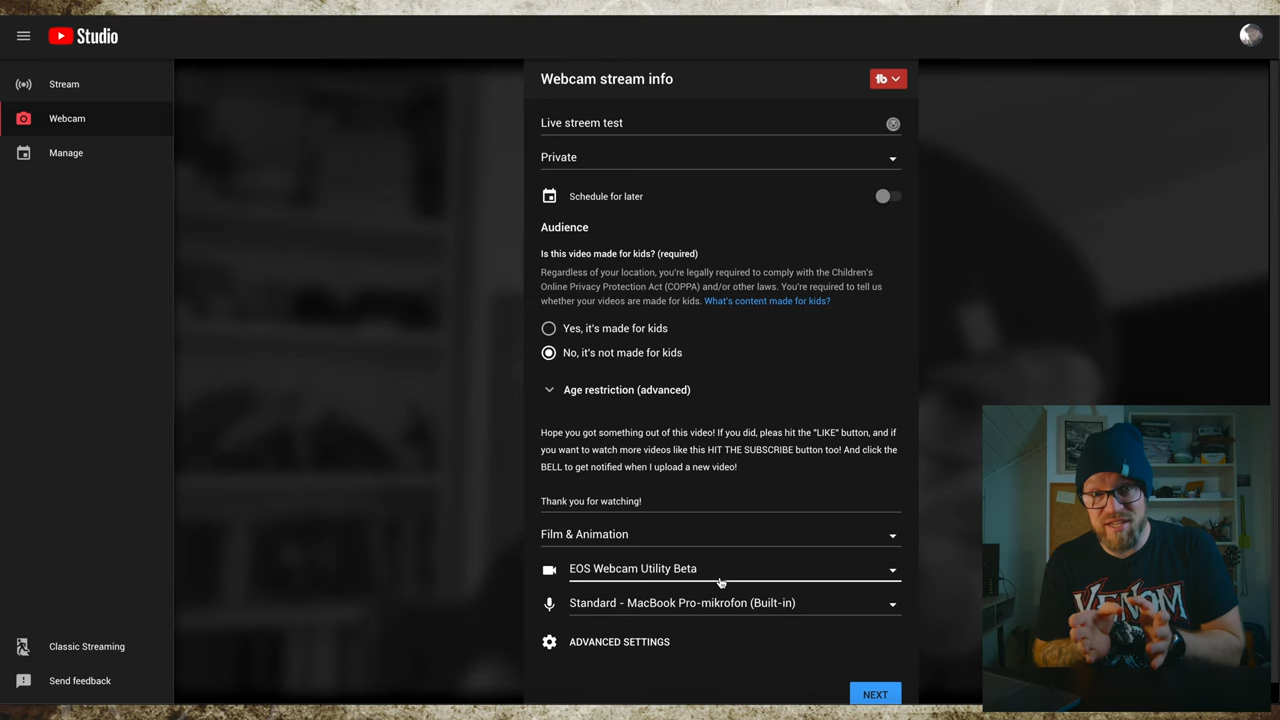 Studio
Stream
Webcam
Manage
Classic Streaming
Send feedback
Webcam stream info
tb
Live streem test
Private
Schedule for later
Audience
Is this video made for kids? (required)
Regardless of your location, you're legally required to comply with the Children's
Online Privacy Protection Act (COPPA) and/or other laws. You're required to tell us
whether your videos are made for kids. What's content made for kids?
Yes, it's made for kids
No, it's not made for kids
Age restriction (advanced)
Hope you got something out of this video! If you did, pleas hit the "LIKE" button, and if
you want to watch more videos like this HIT THE SUBSCRIBE button too! And click the
BELL to get notified when I upload a new video!
Thank you for watching!
Film & Animation
EOS Webcam Utility Beta
Standard - MacBook Pro-mikrofon (Built-in)
ADVANCED SETTINGS
NEXT
VENOM